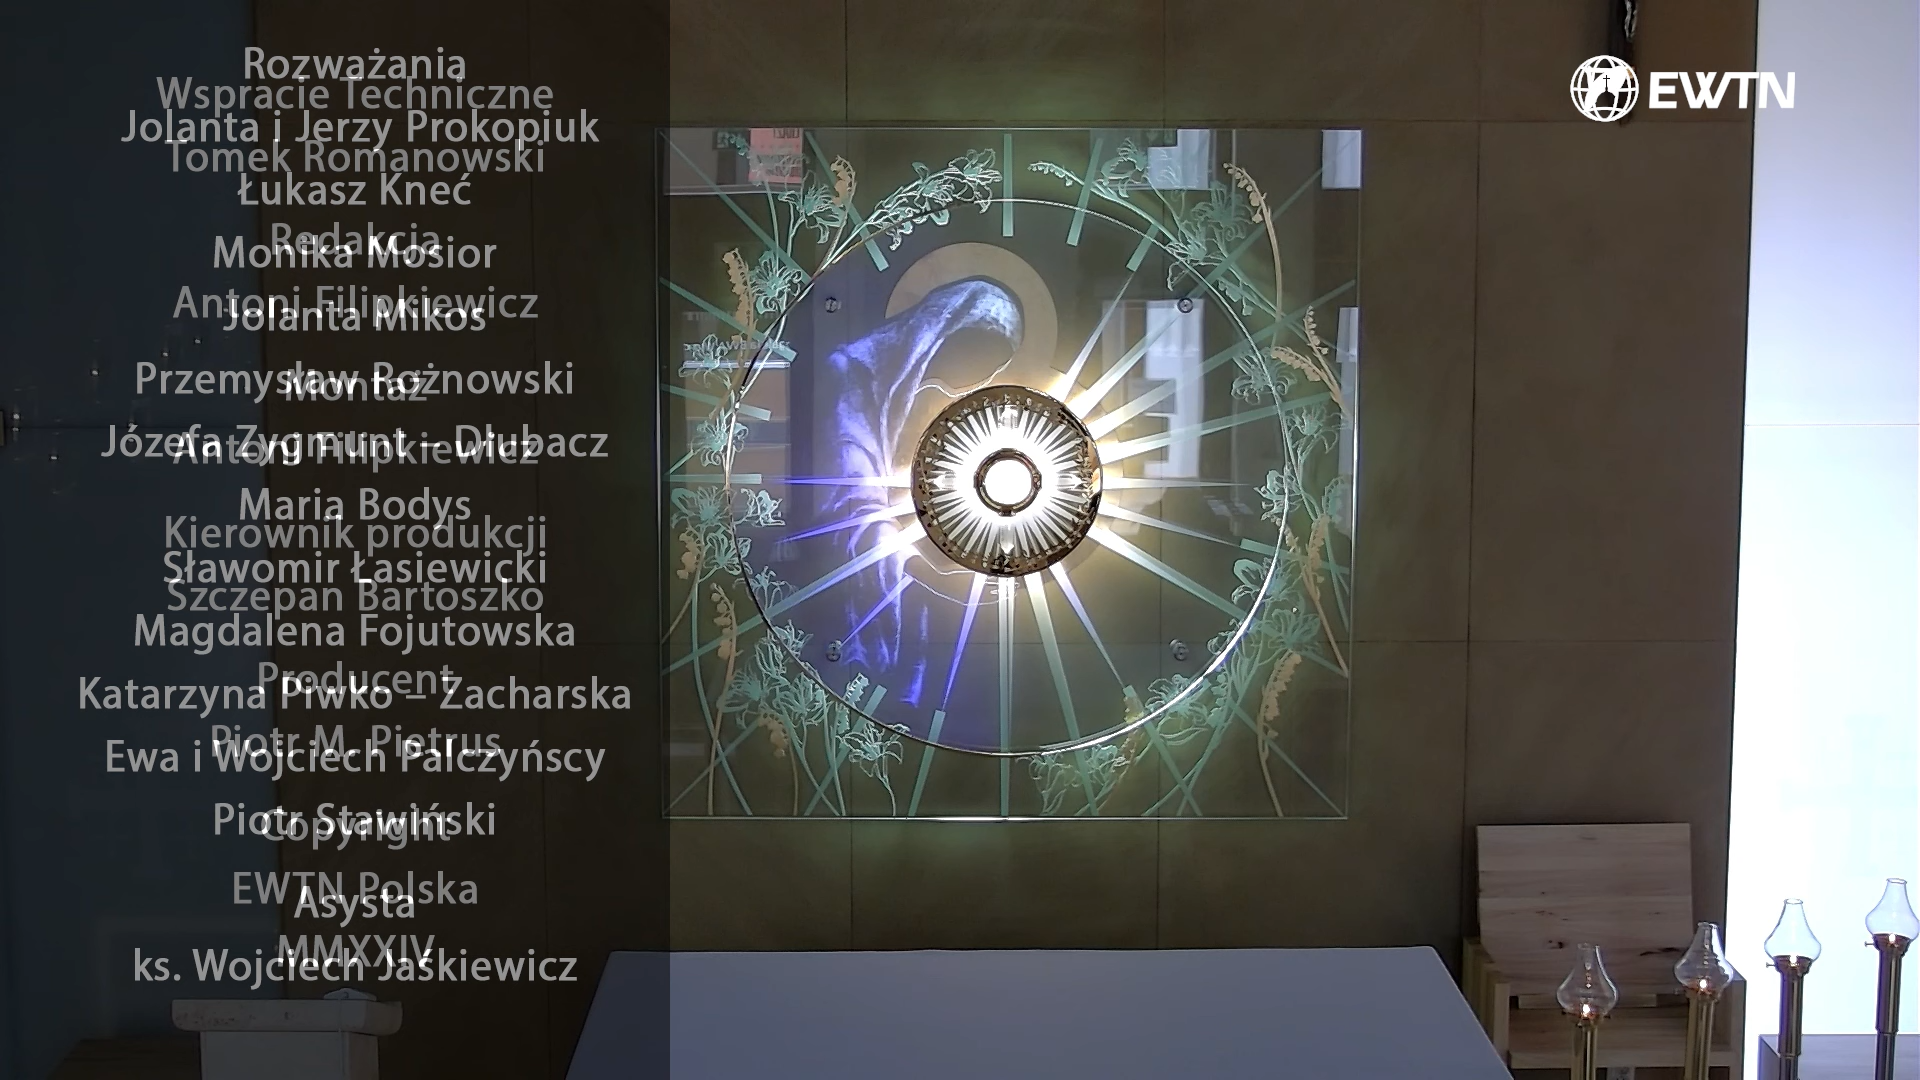 Rozważania
Wspracie Techniczne
Jolanta i Jerzy Prokopiuk
Tomek Romanowski
Łukasz Kneć
Redakcja
Monika Mosior
Antoni Filipkiewicz
Jolanta Mikos
Przemysław Rożnowski
Montaż
Józefa Zygmunt – Dłubacz
Antoni Filipkiewicz
Maria Bodys
Kierownik produkcji
Sławomir Łasiewicki
Szczepan Bartoszko
Magdalena Fojutowska
Producent
Katarzyna Piwko – Zacharska
Piotr M. Pietrus
Ewa i Wojciech Palczyńscy
Piotr Stawiński
Copyright
EWTN Polska
Asysta
MMXXIV
ks. Wojciech Jaśkiewicz
EWTN